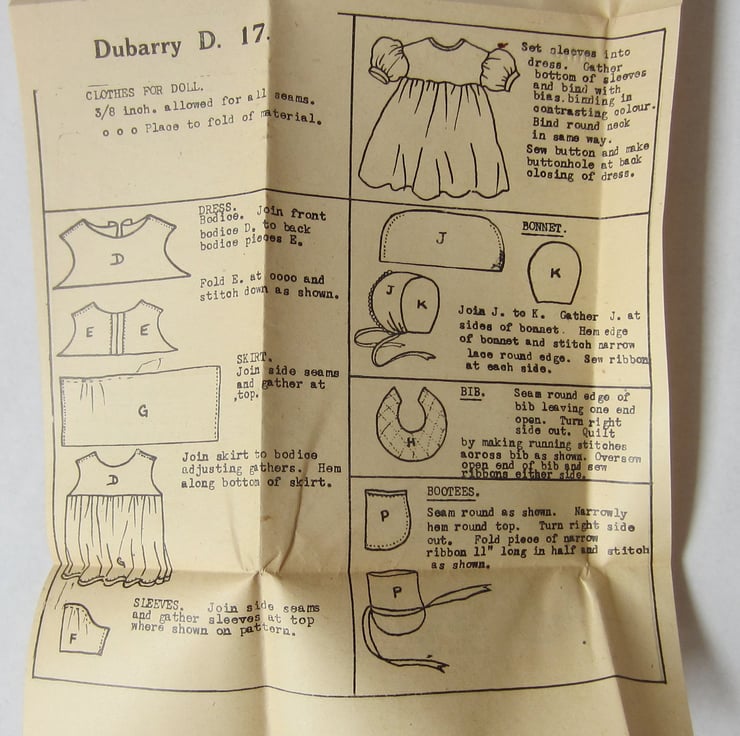 Dubarry D. 17.
CLOTHES FOR DOLL.
3/8 inch. allowed for all seams.
o o o Place to fold of material.
DRESS.
Bodice. Join front
bodice D. to back
bodice pieces E.
D
Fold E. at oooo and
stitch down as shown.
E E
SKIRT.
Join side seams
and gather at
top.
G
Join skirt to bodice
adjusting gathers. Hem
along bottom of skirt.
D
G
SLEEVES. Join side seams
and gather sleeves at top
where shown on pattern.
F
Set sleeves into
dress. Gather
bottom of sleeves
and bind with
bias.binding in
contrasting colour.
Bind round neck
in same way.
Sew button and make
buttonhole at back
closing of dress.
BONNET.
J
K
J K
Join J. to K. Gather J. at
sides of bonnet. Hem edge
of bonnet and stitch narrow
lace round edge. Sew ribbon
at each side.
BIB. Seam round edge of
bib leaving one end
open. Turn right
side out. Quilt
by making running stitches
across bib as shown. Oversew
open end of bib and sew
ribbons either side.
H
BOOTEES.
P
Seam round as shown. Narrowly
hem round top. Turn right side
out. Fold piece of narrow
ribbon 11" long in half and stitch
as shown.
P